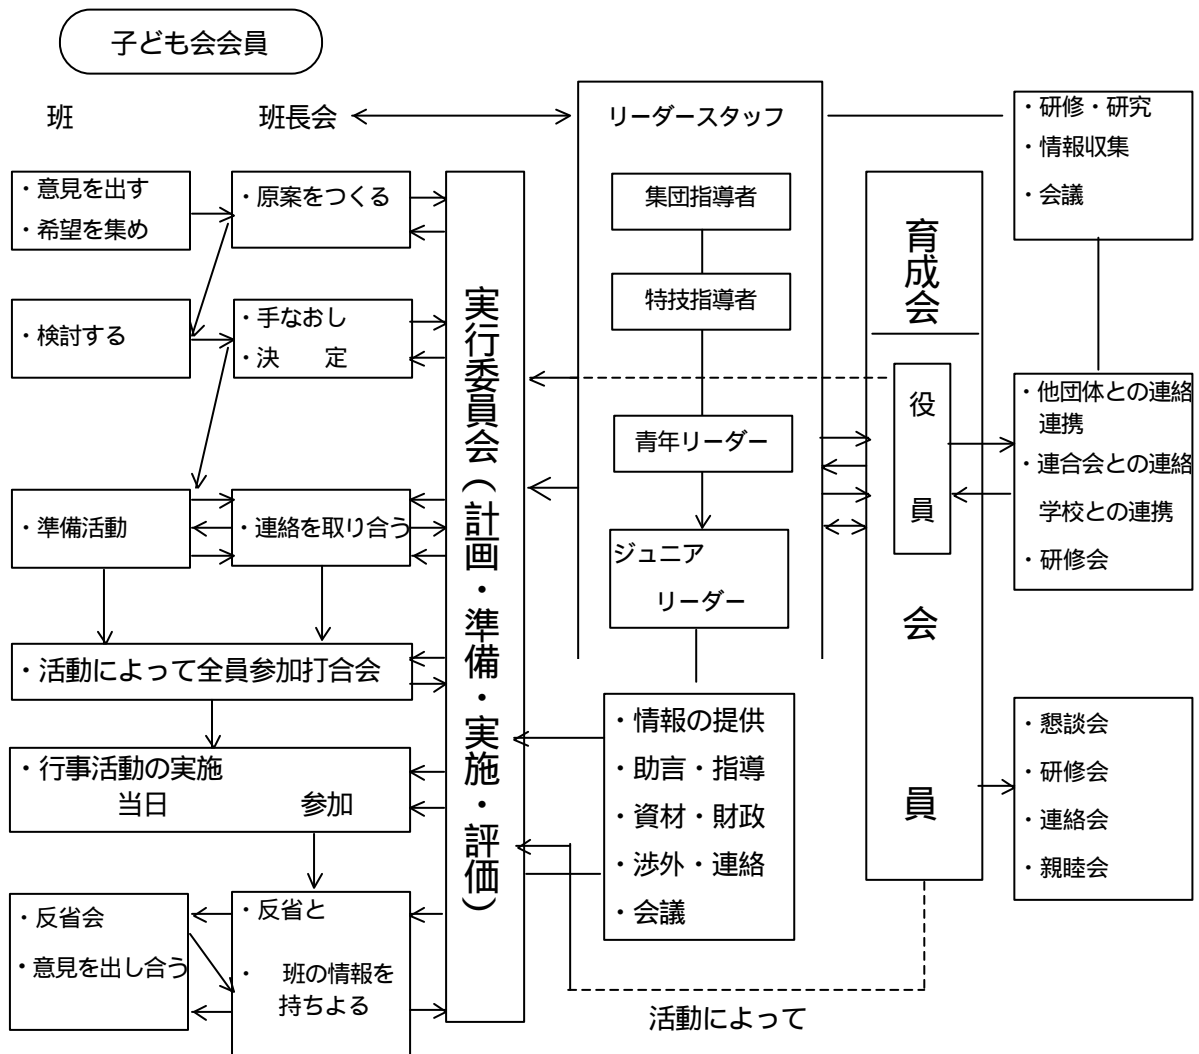 子ども会会員
班
班長会
リーダースタッフ
・意見を出す
・希望を集め
・原案をつくる
・検討する
・手なおし
・決　定
・準備活動
・連絡を取り合う
・活動によって全員参加打合会
・行事活動の実施
当日　参加
・反省会
・意見を出し合う
・反省と
・　班の情報を
持ちよる
実行委員会（計画・準備・実施・評価）
集団指導者
特技指導者
青年リーダー
ジュニア
リーダー
・情報の提供
・助言・指導
・資材・財政
・渉外・連絡
・会議
活動によって
育成会
役員
会員
・研修・研究
・情報収集
・会議
・他団体との連絡
連携
・連合会との連絡
学校との連携
・研修会
・懇談会
・研修会
・連絡会
・親睦会